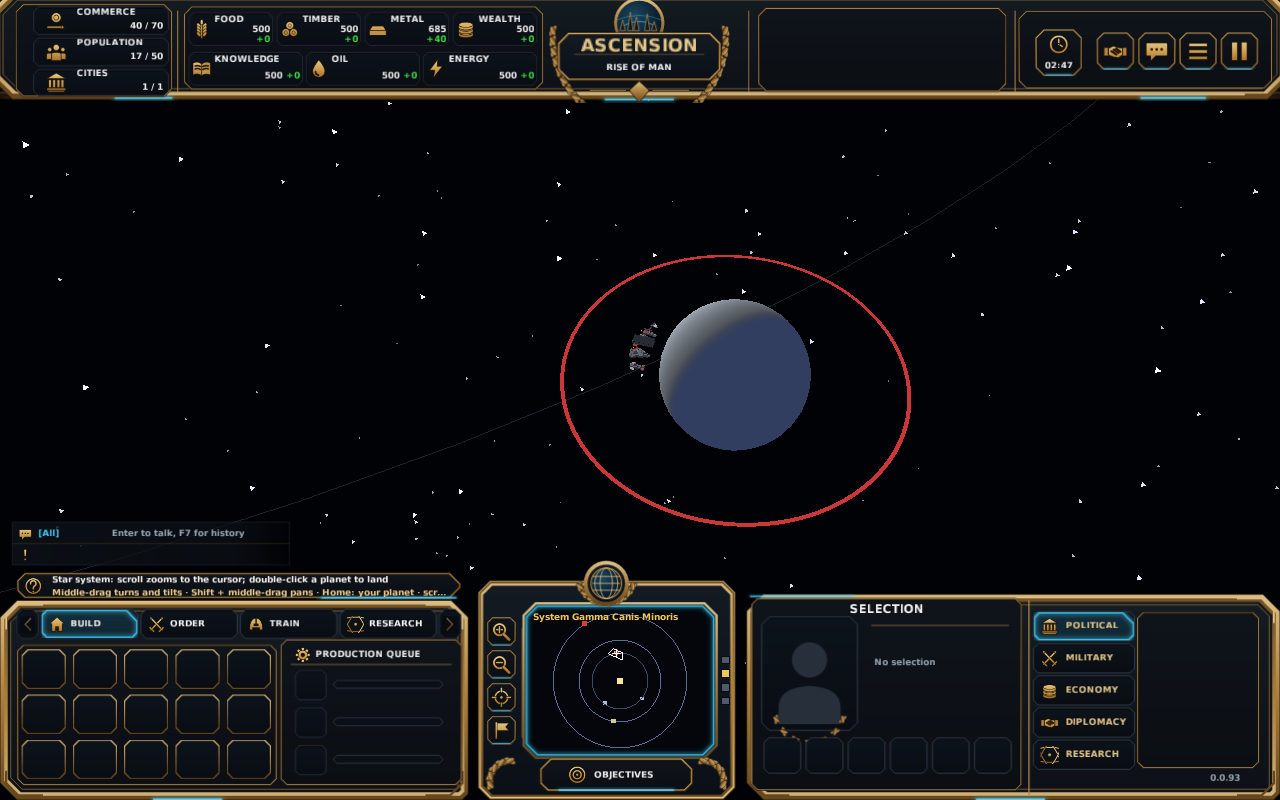 COMMERCE
40 / 70
POPULATION
17 / 50
CITIES
1 / 1
FOOD
500
+0
TIMBER
500
+0
METAL
685
+40
WEALTH
500
+0
KNOWLEDGE
500 +0
OIL
500 +0
ENERGY
500 +0
ASCENSION
RISE OF MAN
02:47
[All] Enter to talk, F7 for history
!
Star system: scroll zooms to the cursor; double-click a planet to land
Middle-drag turns and tilts · Shift + middle-drag pans · Home: your planet · scr...
BUILD
ORDER
TRAIN
RESEARCH
PRODUCTION QUEUE
System Gamma Canis Minoris
OBJECTIVES
SELECTION
No selection
POLITICAL
MILITARY
ECONOMY
DIPLOMACY
RESEARCH
0.0.93